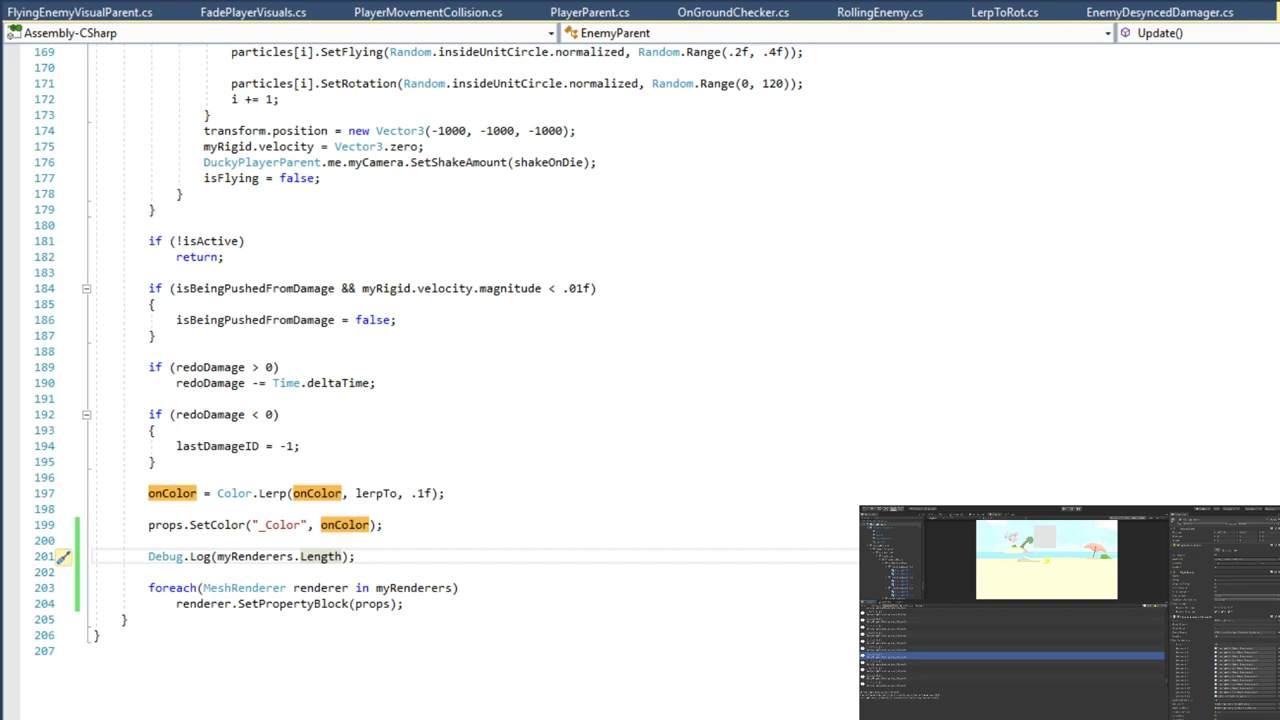 FlyingEnemyVisualParent.cs FadePlayerVisuals.cs PlayerMovementCollision.cs PlayerParent.cs OnGroundChecker.cs RollingEnemy.cs LerpToRot.cs EnemyDesyncedDamager.cs
Assembly-CSharp EnemyParent Update()
169 particles[i].SetFlying(Random.insideUnitCircle.normalized, Random.Range(.2f, .4f));
170
171 particles[i].SetRotation(Random.insideUnitCircle.normalized, Random.Range(0, 120));
172 i += 1;
173 }
174 transform.position = new Vector3(-1000, -1000, -1000);
175 myRigid.velocity = Vector3.zero;
176 DuckyPlayerParent.me.myCamera.SetShakeAmount(shakeOnDie);
177 isFlying = false;
178 }
179 }
180
181 if (!isActive)
182 return;
183
184 if (isBeingPushedFromDamage && myRigid.velocity.magnitude < .01f)
185 {
186 isBeingPushedFromDamage = false;
187 }
188
189 if (redoDamage > 0)
190 redoDamage -= Time.deltaTime;
191
192 if (redoDamage < 0)
193 {
194 lastDamageID = -1;
195 }
196
197 onColor = Color.Lerp(onColor, lerpTo, .1f);
198
199 props.SetColor("_Color", onColor);
200
201 Debug.Log(myRenderers.Length);
202
203 foreach(MeshRenderer renderer in myRenderers)
204 renderer.SetPropertyBlock(props);
205 }
206 }
207